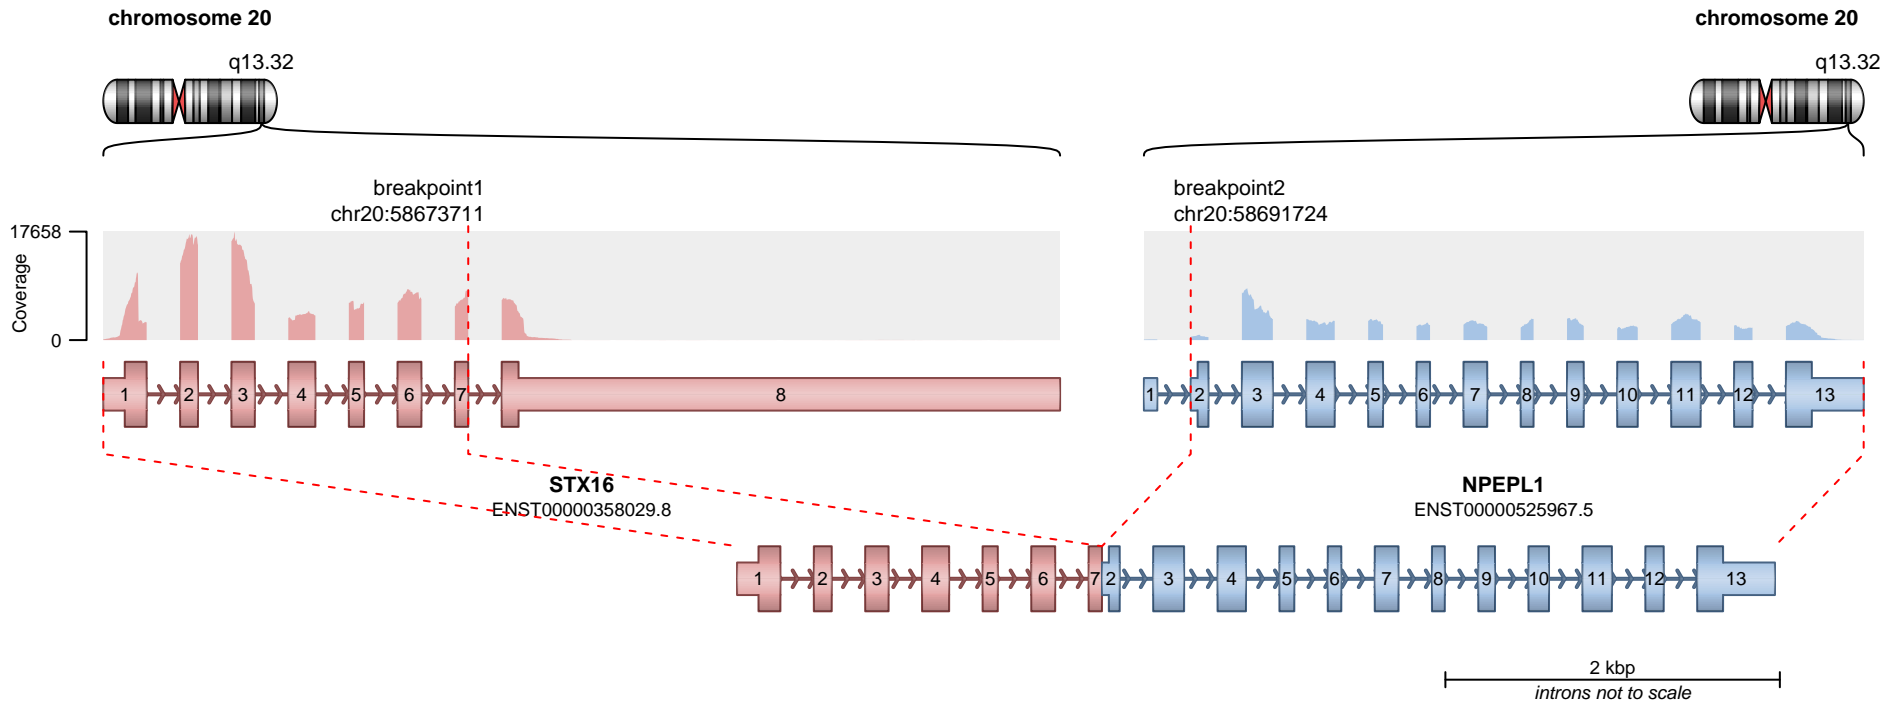 chromosome 20
chromosome 20
q13.32
q13.32
breakpoint1
chr20:58673711
breakpoint2
chr20:58691724
17658
Coverage
0
1 2 3 4 5 6 7 8
1 2 3 4 5 6 7 8 9 10 11 12 13
STX16
ENST00000358029.8
NPEPL1
ENST00000525967.5
1 2 3 4 5 6 7 2 3 4 5 6 7 8 9 10 11 12 13
2 kbp
introns not to scale